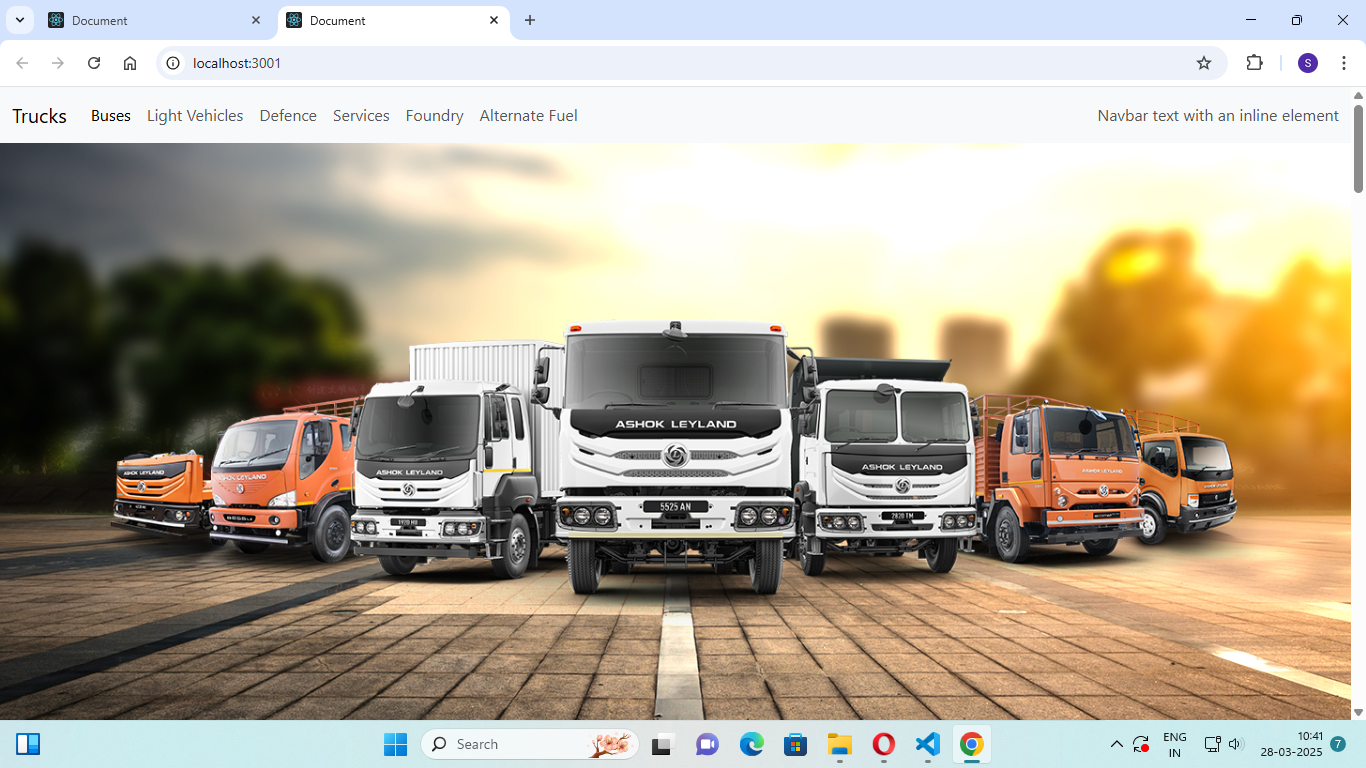 Document
Document
localhost:3001
S
Trucks Buses Light Vehicles Defence Services Foundry Alternate Fuel Navbar text with an inline element
ASHOK LEYLAND
ASHOK LEYLAND
ASHOK LEYLAND
ASHOK LEYLAND
ASHOK LEYLAND
ASHOK LEYLAND
5525 AN
2820 TM
Search
ENG
IN
10:41
28-03-2025
7